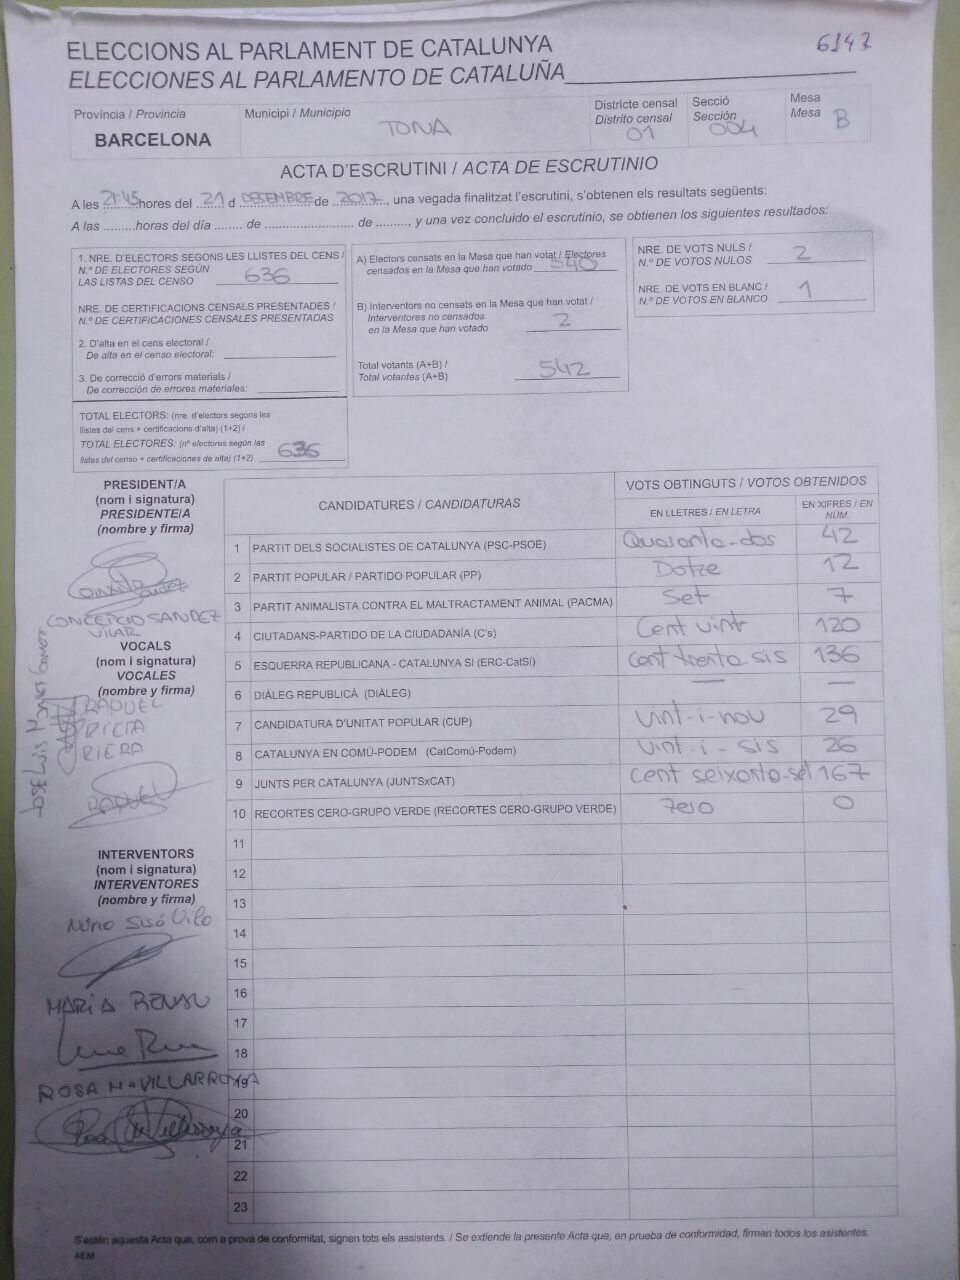 6147
ELECCIONS AL PARLAMENT DE CATALUNYA
ELECCIONES AL PARLAMENTO DE CATALUÑA
Província / Provincia
BARCELONA
Municipi / Municipio
TONA
Districte censal
Distrito censal
01
Secció
Sección
004
Mesa
Mesa
B
ACTA D'ESCRUTINI / ACTA DE ESCRUTINIO
A les 21:45 hores del 21 d DESEMBRE de 2017, una vegada finalitzat l'escrutini, s'obtenen els resultats següents:
A las .........horas del día ........ de ......................... de ........., y una vez concluido el escrutinio, se obtienen los siguientes resultados:
1. NRE. D'ELECTORS SEGONS LES LLISTES DEL CENS /
N.º DE ELECTORES SEGÚN
LAS LISTAS DEL CENSO 636
NRE. DE CERTIFICACIONS CENSALS PRESENTADES /
N.º DE CERTIFICACIONES CENSALES PRESENTADAS
2. D'alta en el cens electoral /
De alta en el censo electoral:
3. De correcció d'errors materials /
De corrección de errores materiales:
TOTAL ELECTORS: (nre. d'electors segons les
llistes del cens + certificacions d'alta) (1+2) /
TOTAL ELECTORES: (nº electores según las
listas del censo + certificaciones de alta) (1+2) 636
A) Electors censats en la Mesa que han votat / Electores
censados en la Mesa que han votado 540
B) Interventors no censats en la Mesa que han votat /
Interventores no censados
en la Mesa que han votado 2
Total votants (A+B) /
Total votantes (A+B) 542
NRE. DE VOTS NULS /
N.º DE VOTOS NULOS 2
NRE. DE VOTS EN BLANC /
N.º DE VOTOS EN BLANCO 1
PRESIDENT/A
(nom i signatura)
PRESIDENTE/A
(nombre y firma)
CONCEPCIO SANDEZ
VILAR
VOCALS
(nom i signatura)
VOCALES
(nombre y firma)
JOSE LUIS
RAQUEL
RIERA
RAQUEL
INTERVENTORS
(nom i signatura)
INTERVENTORES
(nombre y firma)
Núria Sisó Vila
MARIA
ROSA Mª VILLARROYA
CANDIDATURES / CANDIDATURAS
VOTS OBTINGUTS / VOTOS OBTENIDOS
EN LLETRES / EN LETRA
EN XIFRES / EN NÚM.
1 PARTIT DELS SOCIALISTES DE CATALUNYA (PSC-PSOE) Quaranta-dos 42
2 PARTIT POPULAR / PARTIDO POPULAR (PP) Dotze 12
3 PARTIT ANIMALISTA CONTRA EL MALTRACTAMENT ANIMAL (PACMA) Set 7
4 CIUTADANS-PARTIDO DE LA CIUDADANÍA (C's) Cent vint 120
5 ESQUERRA REPUBLICANA - CATALUNYA SI (ERC-CatSí) Cent trenta sis 136
6 DIÀLEG REPUBLICÀ (DIÀLEG) — —
7 CANDIDATURA D'UNITAT POPULAR (CUP) Vint-i-nou 29
8 CATALUNYA EN COMÚ-PODEM (CatComú-Podem) Vint-i-sis 26
9 JUNTS PER CATALUNYA (JUNTSxCAT) Cent seixanta-set 167
10 RECORTES CERO-GRUPO VERDE (RECORTES CERO-GRUPO VERDE) Zero 0
11
12
13
14
15
16
17
18
19
20
21
22
23
S'estén aquesta Acta que, com a prova de conformitat, signen tots els assistents. / Se extiende la presente Acta que, en prueba de conformidad, firman todos los asistentes.
AEM